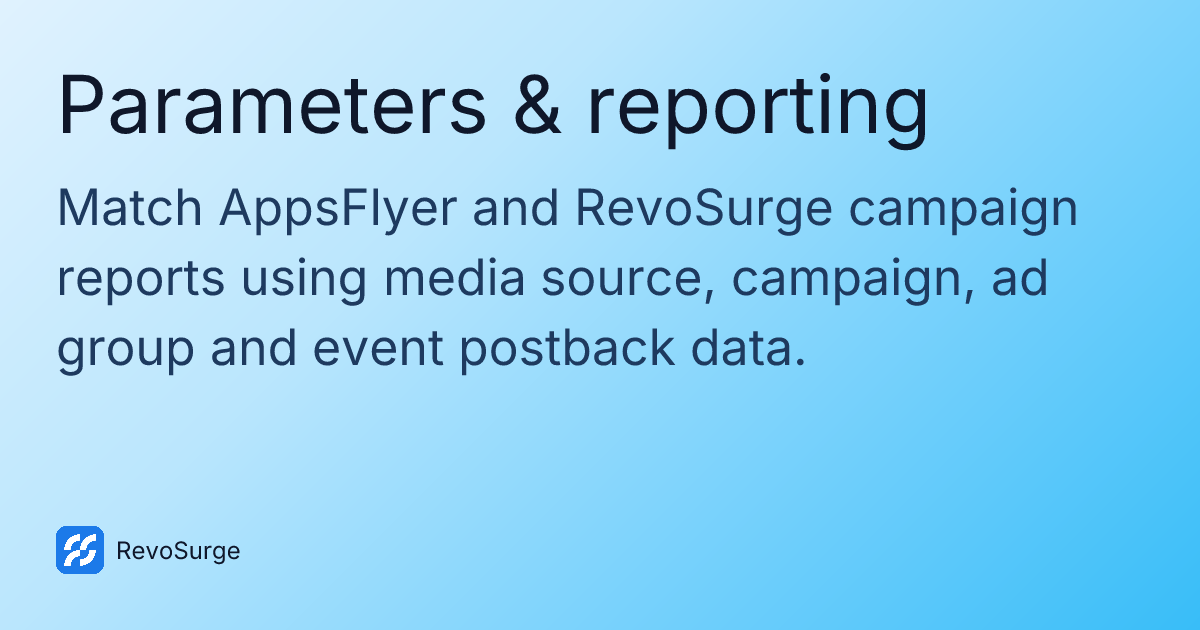 Parameters & reporting
Match AppsFlyer and RevoSurge campaign
reports using media source, campaign, ad
group and event postback data.
RevoSurge